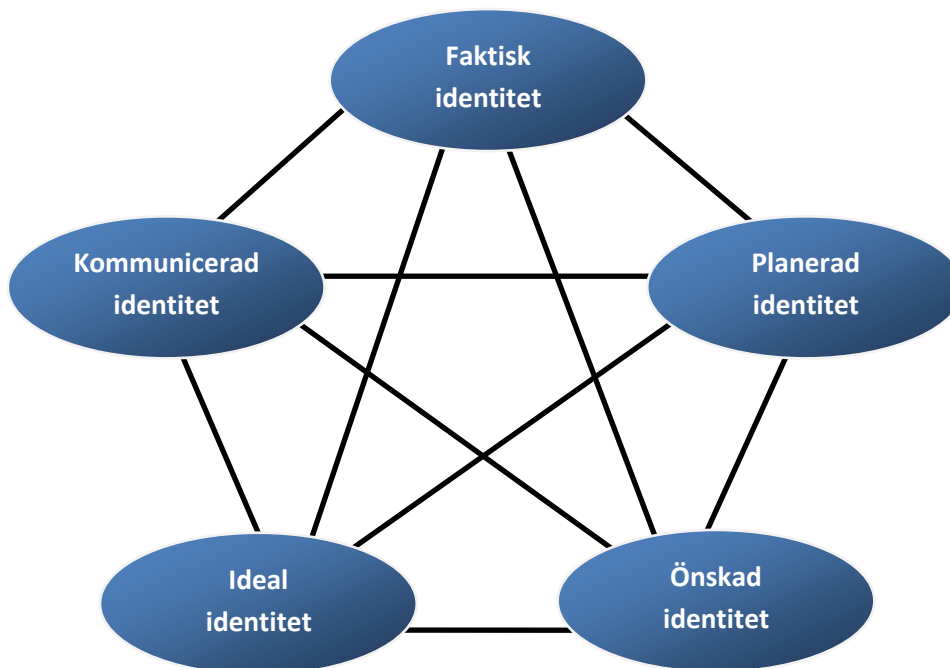 Faktisk
identitet
Kommunicerad
identitet
Planerad
identitet
Ideal
identitet
Önskad
identitet